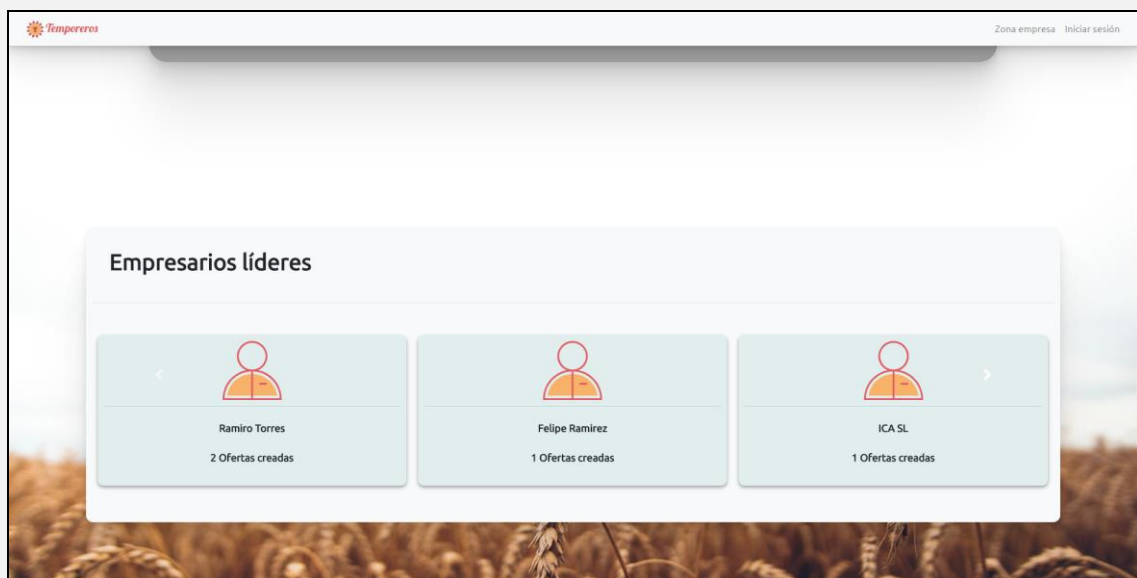 Temporeros
Zona empresa Iniciar sesión
Empresarios líderes
Ramiro Torres
2 Ofertas creadas
Felipe Ramirez
1 Ofertas creadas
ICA SL
1 Ofertas creadas